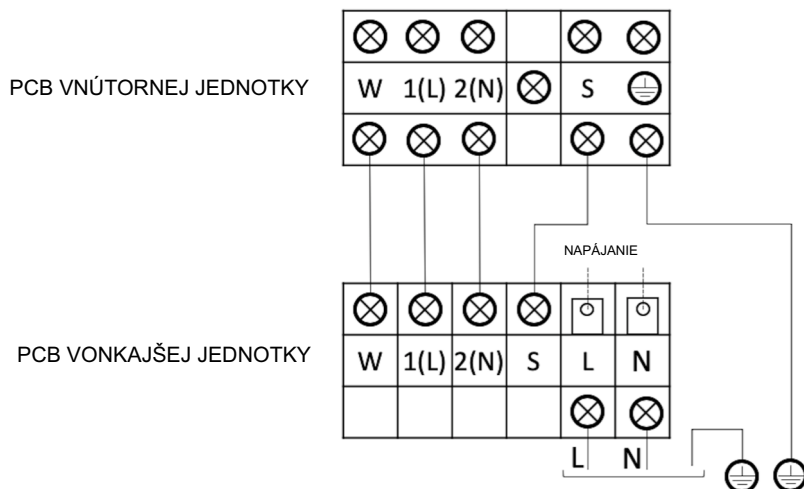 PCB VNÚTORNEJ JEDNOTKY
W 1(L) 2(N) S
NAPÁJANIE
PCB VONKAJŠEJ JEDNOTKY
W 1(L) 2(N) S L N
L N